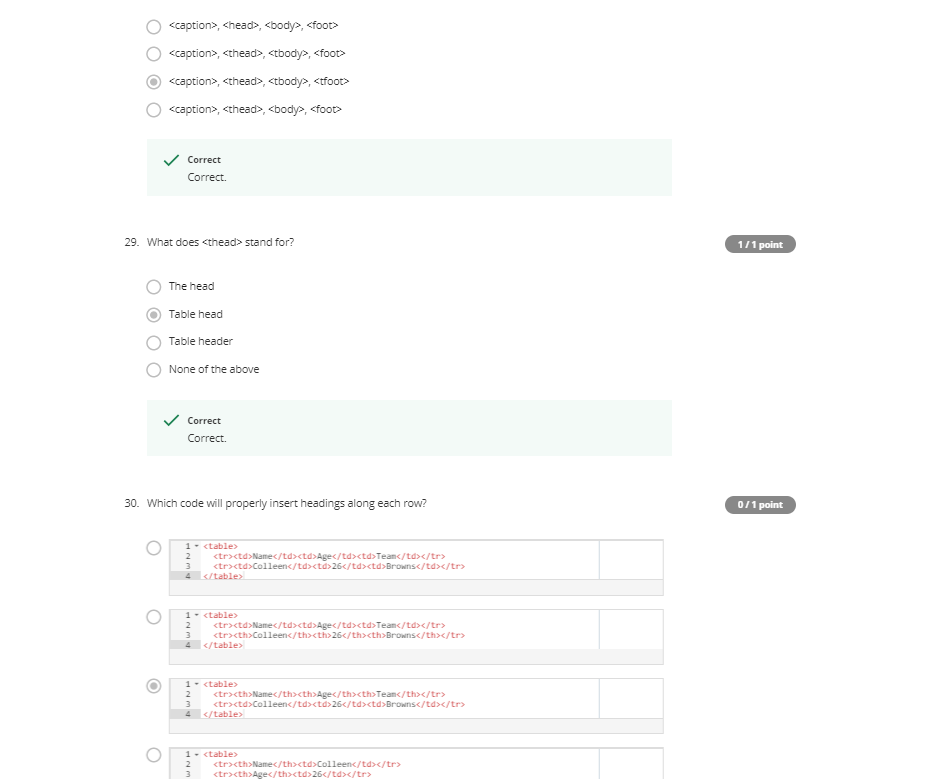 <caption>, <head>, <body>, <foot>
<caption>, <thead>, <tbody>, <foot>
<caption>, <thead>, <tbody>, <tfoot>
<caption>, <thead>, <body>, <foot>
Correct
Correct.
29. What does <thead> stand for?
1 / 1 point
The head
Table head
Table header
None of the above
Correct
Correct.
30. Which code will properly insert headings along each row?
0 / 1 point
1 <table>
2 <tr><td>Name</td><td>Age</td><td>Team</td></tr>
3 <tr><td>Colleen</td><td>26</td><td>Browns</td></tr>
4 </table>
1 <table>
2 <tr><td>Name</td><td>Age</td><td>Team</td></tr>
3 <tr><th>Colleen</th><th>26</th><th>Browns</th></tr>
4 </table>
1 <table>
2 <tr><th>Name</th><th>Age</th><th>Team</th></tr>
3 <tr><td>Colleen</td><td>26</td><td>Browns</td></tr>
4 </table>
1 <table>
2 <tr><th>Name</th><td>Colleen</td></tr>
3 <tr><th>Age</th><td>26</td></tr>